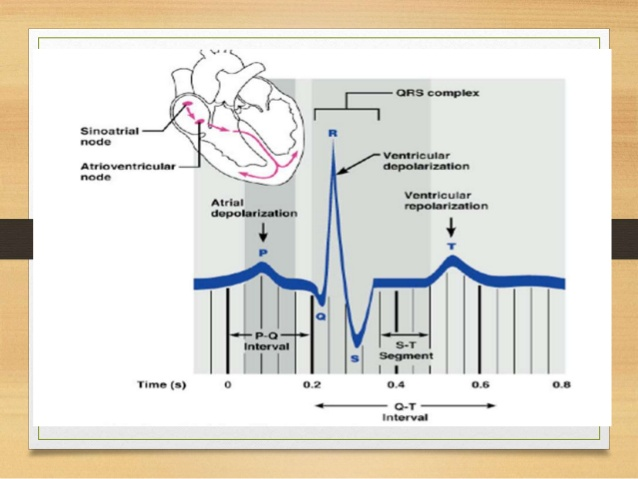 QRS complex
R
Sinoatrial
node
Ventricular
depolarization
Atrioventricular
node
Ventricular
repolarization
Atrial
depolarization
P
T
Q
P-Q
Interval
S
S-T
Segment
Time (s)
0
0.2
0.4
0.6
0.8
Q-T
Interval